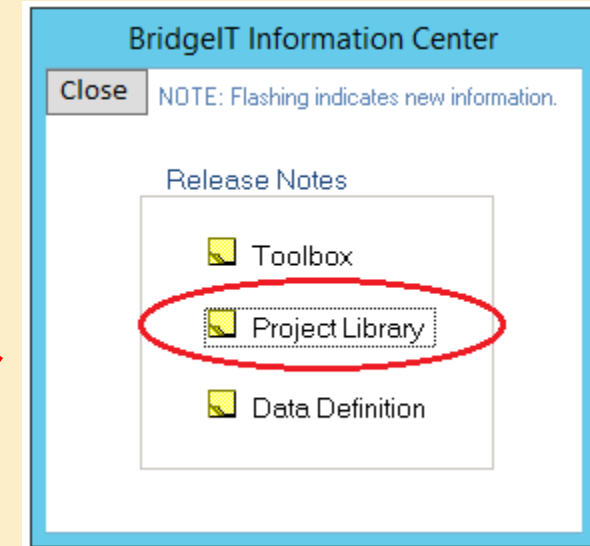 BridgeIT Information Center
Close NOTE: Flashing indicates new information.
Release Notes
Toolbox
Project Library
Data Definition